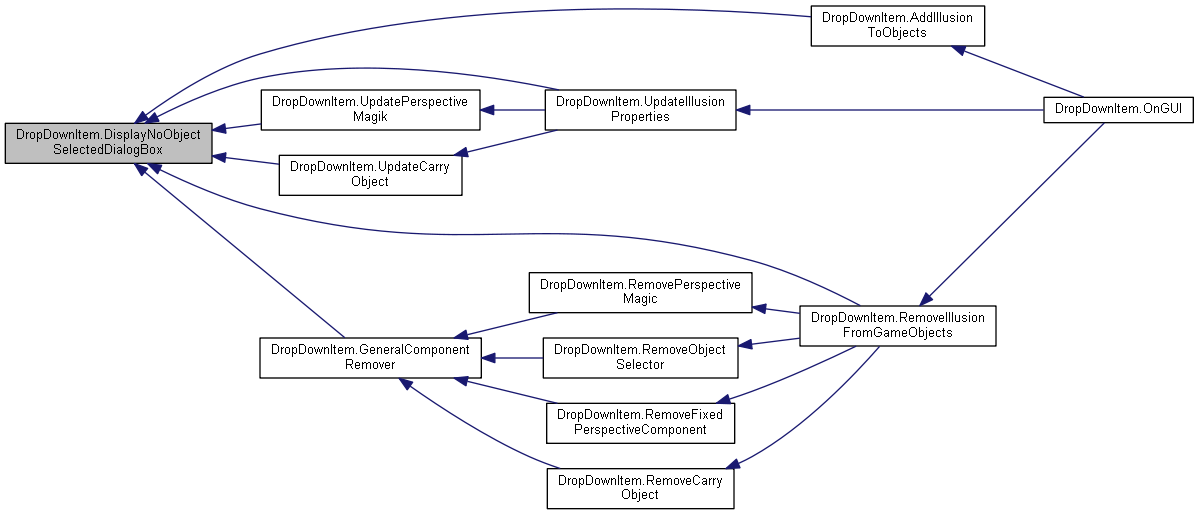 DropDownItem.AddIllusion
ToObjects
DropDownItem.UpdatePerspective
Magik
DropDownItem.UpdateIllusion
Properties
DropDownItem.OnGUI
DropDownItem.DisplayNoObject
SelectedDialogBox
DropDownItem.UpdateCarry
Object
DropDownItem.RemovePerspective
Magic
DropDownItem.RemoveIllusion
FromGameObjects
DropDownItem.GeneralComponent
Remover
DropDownItem.RemoveObject
Selector
DropDownItem.RemoveFixed
PerspectiveComponent
DropDownItem.RemoveCarry
Object